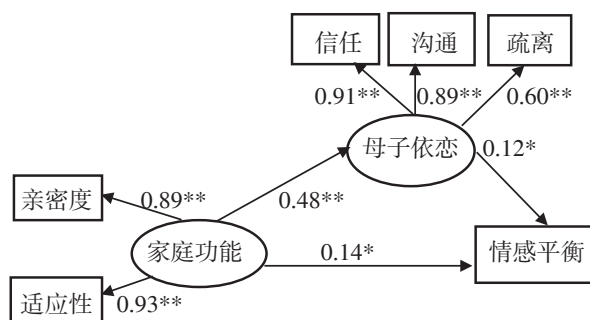 信任 沟通 疏离
0.91** 0.89** 0.60**
母子依恋 0.12*
亲密度 0.89** 0.48**
家庭功能 0.14* 情感平衡
适应性 0.93**